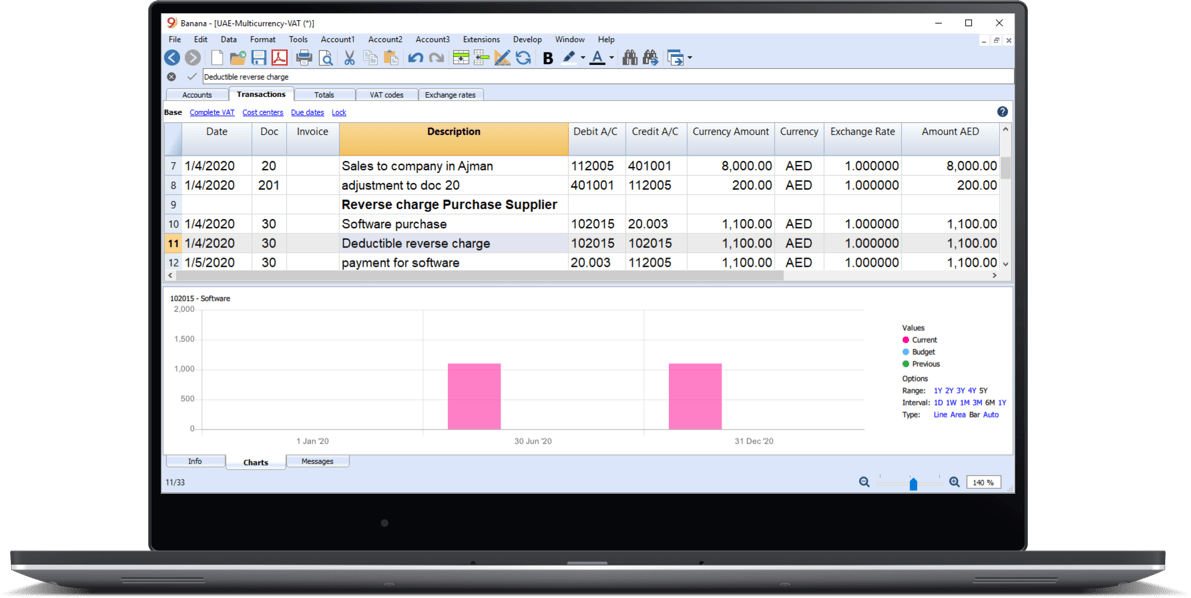 Banana - [UAE-Multicurrency-VAT (*)]
File Edit Data Format Tools Account1 Account2 Account3 Extensions Develop Window Help
B A
Deductible reverse charge
Accounts Transactions Totals VAT codes Exchange rates
Base Complete VAT Cost centers Due dates Lock ?
Date Doc Invoice Description Debit A/C Credit A/C Currency Amount Currency Exchange Rate Amount AED
7 1/4/2020 20 Sales to company in Ajman 112005 401001 8,000.00 AED 1.000000 8,000.00
8 1/4/2020 201 adjustment to doc 20 401001 112005 200.00 AED 1.000000 200.00
9 Reverse charge Purchase Supplier
10 1/4/2020 30 Software purchase 102015 20.003 1,100.00 AED 1.000000 1,100.00
11 1/4/2020 30 Deductible reverse charge 102015 102015 1,100.00 AED 1.000000 1,100.00
12 1/5/2020 30 payment for software 20.003 112005 1,100.00 AED 1.000000 1,100.00
102015 - Software
2,000
1,500
1,000
500
0
1 Jan '20 30 Jun '20 31 Dec '20
Values
Current
Budget
Previous
Options
Range: 1Y 2Y 3Y 4Y 5Y
Interval: 1D 1W 1M 3M 6M 1Y
Type: Line Area Bar Auto
Info Charts Messages
11/33 140 %